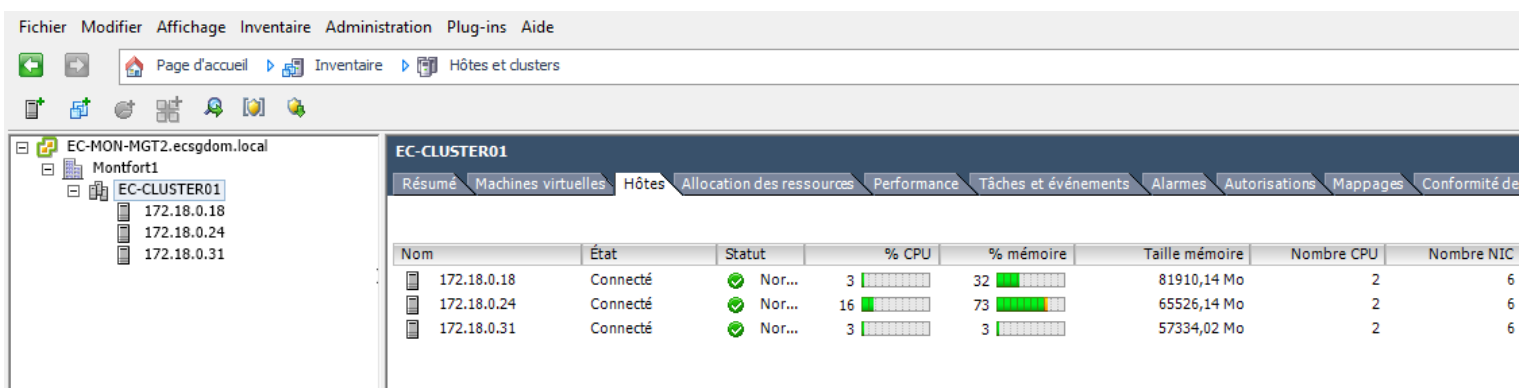 Fichier Modifier Affichage Inventaire Administration Plug-ins Aide
Page d'accueil Inventaire Hôtes et clusters
EC-MON-MGT2.ecsgdom.local
Montfort1
EC-CLUSTER01
172.18.0.18
172.18.0.24
172.18.0.31
EC-CLUSTER01
Résumé Machines virtuelles Hôtes Allocation des ressources Performance Tâches et événements Alarmes Autorisations Mappages Conformité de
Nom État Statut % CPU % mémoire Taille mémoire Nombre CPU Nombre NIC
172.18.0.18 Connecté Nor... 3 32 81910,14 Mo 2 6
172.18.0.24 Connecté Nor... 16 73 65526,14 Mo 2 6
172.18.0.31 Connecté Nor... 3 3 57334,02 Mo 2 6